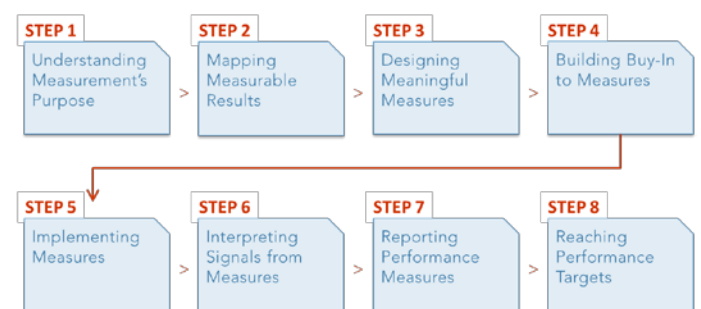 STEP 1
Understanding
Measurement's
Purpose
>
STEP 2
Mapping
Measurable
Results
>
STEP 3
Designing
Meaningful
Measures
>
STEP 4
Building Buy-In
to Measures
STEP 5
Implementing
Measures
>
STEP 6
Interpreting
Signals from
Measures
>
STEP 7
Reporting
Performance
Measures
>
STEP 8
Reaching
Performance
Targets